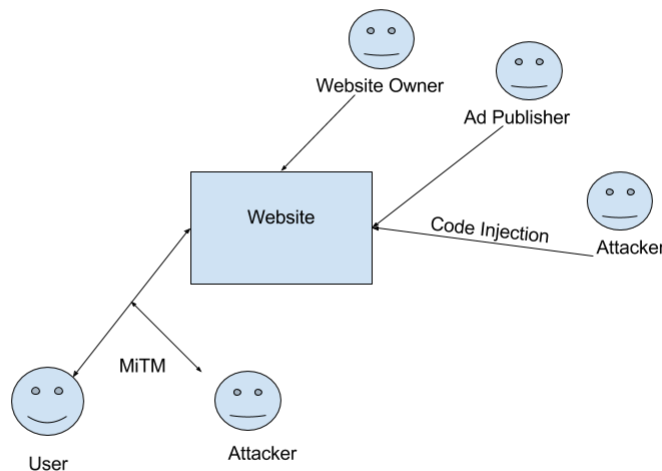 Website Owner
Ad Publisher
Website
Code Injection
Attacker
MiTM
User
Attacker